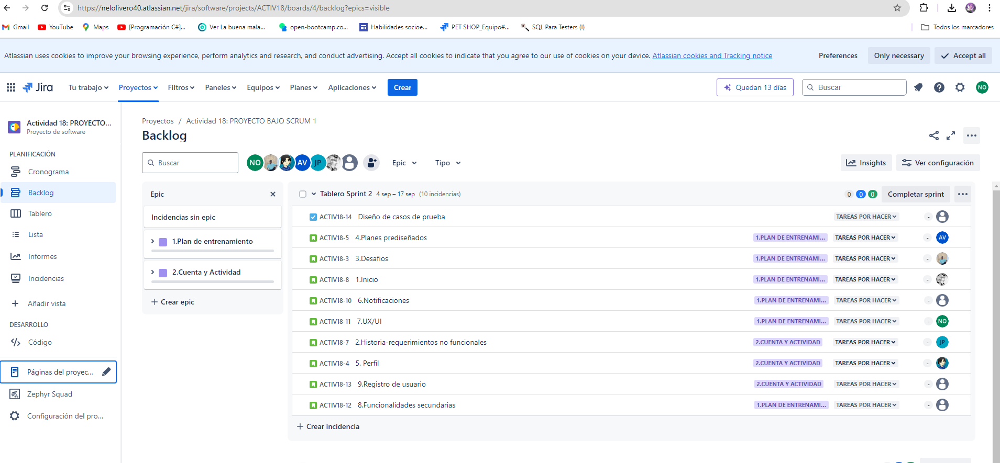 https://nelolivero40.atlassian.net/jira/software/projects/ACTIV18/boards/4/backlog?epics=visible
Gmail YouTube Maps [Programación C#]... Ver La buena mala... open-bootcamp.co... Habilidades socioe... PET SHOP_Equipo#... SQL Para Testers (I) Todos los marcadores
Atlassian uses cookies to improve your browsing experience, perform analytics and research, and conduct advertising. Accept all cookies to indicate that you agree to our use of cookies on your device. Atlassian cookies and Tracking notice Preferences Only necessary Accept all
Jira Tu trabajo Proyectos Filtros Paneles Equipos Planes Aplicaciones Crear Quedan 13 días Buscar NO
Actividad 18: PROYECTO...
Proyecto de software
PLANIFICACIÓN
Cronograma
Backlog
Tablero
Lista
Informes
Incidencias
Añadir vista
DESARROLLO
Código
Páginas del proyec...
Zephyr Squad
Configuración del pro...
Proyectos / Actividad 18: PROYECTO BAJO SCRUM 1
Backlog
Buscar NO AV JP Epic Tipo Insights Ver configuración
Epic
Incidencias sin epic
1.Plan de entrenamiento
2.Cuenta y Actividad
Crear epic
Tablero Sprint 2 4 sep – 17 sep (10 incidencias) 0 0 0 Completar sprint
ACTIV18-14 Diseño de casos de prueba TAREAS POR HACER -
ACTIV18-5 4.Planes prediseñados 1.PLAN DE ENTRENAMI... TAREAS POR HACER - AV
ACTIV18-3 3.Desafios 1.PLAN DE ENTRENAMI... TAREAS POR HACER -
ACTIV18-8 1.Inicio 1.PLAN DE ENTRENAMI... TAREAS POR HACER -
ACTIV18-10 6.Notificaciones 1.PLAN DE ENTRENAMI... TAREAS POR HACER -
ACTIV18-11 7.UX/UI 1.PLAN DE ENTRENAMI... TAREAS POR HACER - NO
ACTIV18-7 2.Historia-requerimientos no funcionales 2.CUENTA Y ACTIVIDAD TAREAS POR HACER - JP
ACTIV18-4 5. Perfil 2.CUENTA Y ACTIVIDAD TAREAS POR HACER -
ACTIV18-13 9.Registro de usuario 2.CUENTA Y ACTIVIDAD TAREAS POR HACER -
ACTIV18-12 8.Funcionalidades secundarias 1.PLAN DE ENTRENAMI... TAREAS POR HACER -
Crear incidencia